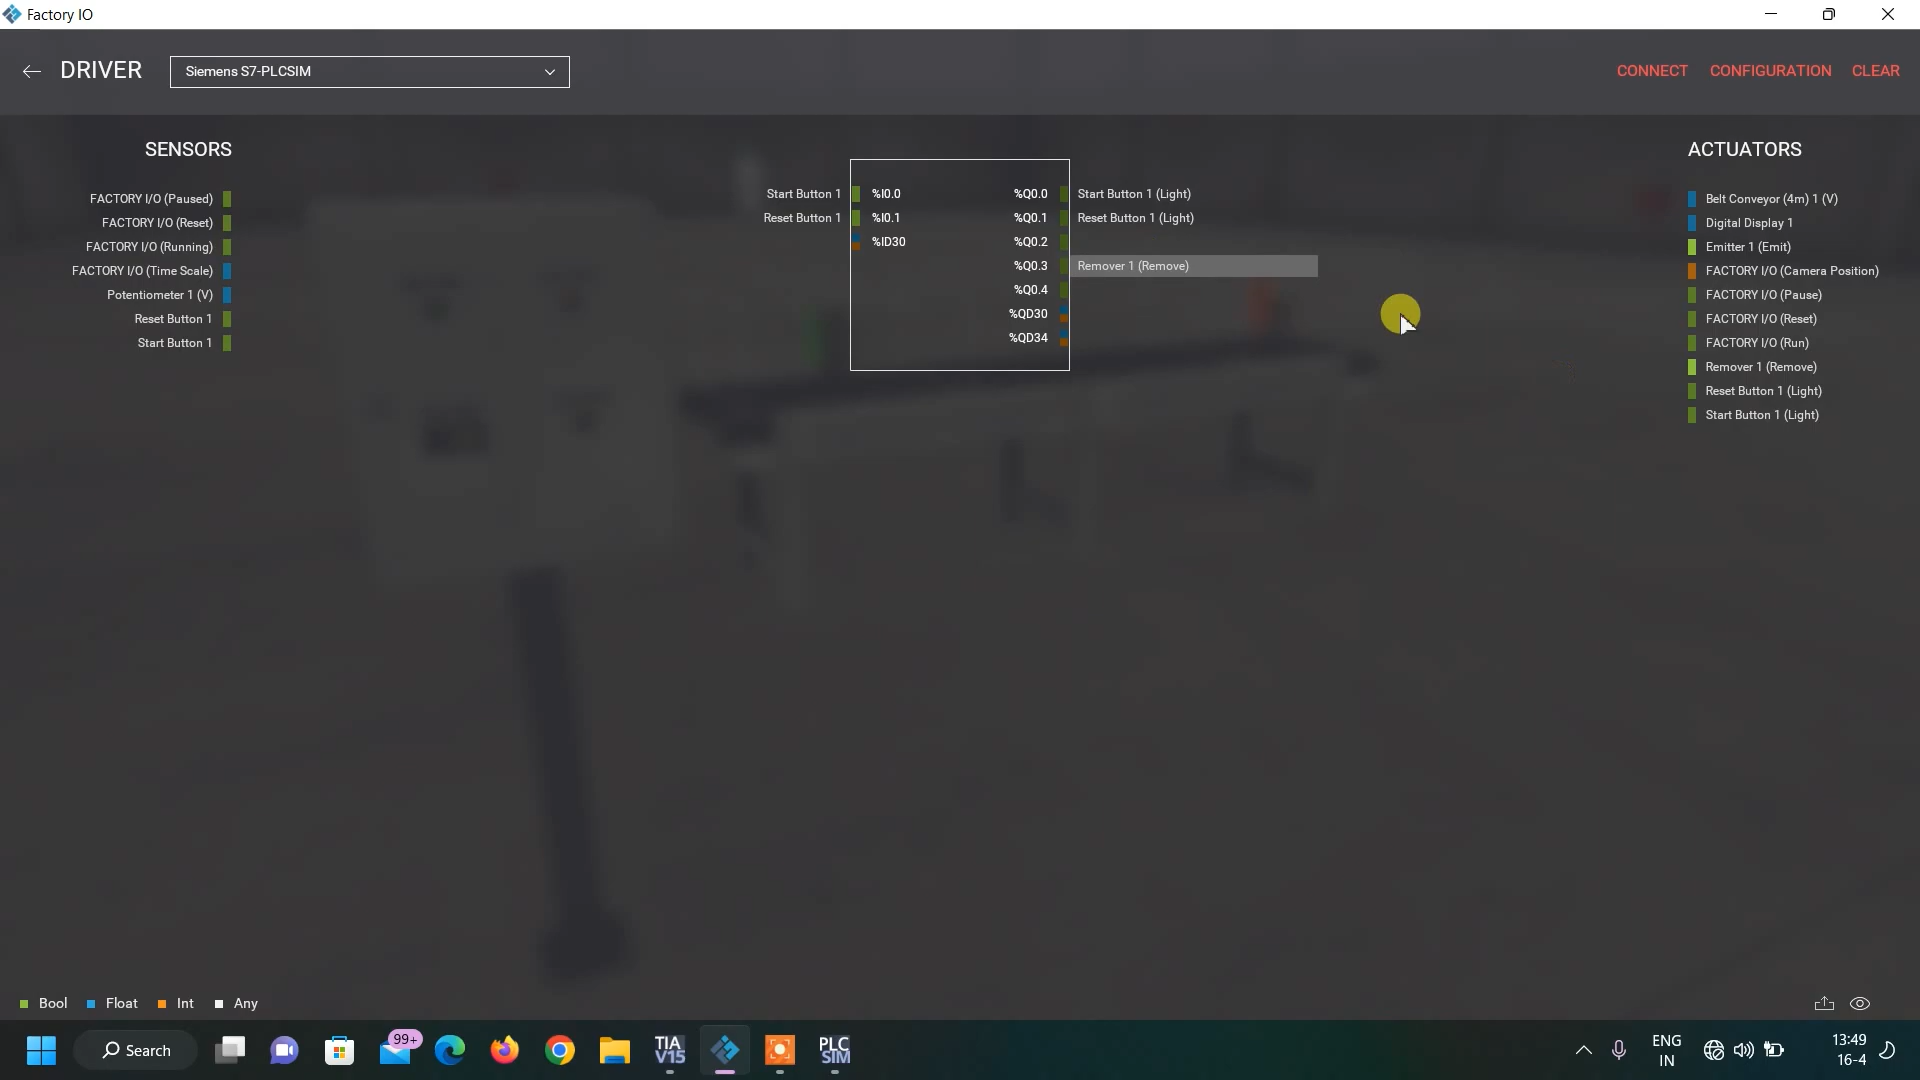 Factory IO
DRIVER
Siemens S7-PLCSIM
CONNECT
CONFIGURATION
CLEAR
SENSORS
FACTORY I/O (Paused)
FACTORY I/O (Reset)
FACTORY I/O (Running)
FACTORY I/O (Time Scale)
Potentiometer 1 (V)
Reset Button 1
Start Button 1
Start Button 1 %I0.0 %Q0.0 Start Button 1 (Light)
Reset Button 1 %I0.1 %Q0.1 Reset Button 1 (Light)
%ID30 %Q0.2
%Q0.3 Remover 1 (Remove)
%Q0.4
%QD30
%QD34
ACTUATORS
Belt Conveyor (4m) 1 (V)
Digital Display 1
Emitter 1 (Emit)
FACTORY I/O (Camera Position)
FACTORY I/O (Pause)
FACTORY I/O (Reset)
FACTORY I/O (Run)
Remover 1 (Remove)
Reset Button 1 (Light)
Start Button 1 (Light)
Bool Float Int Any
Search
99+
TIA
V15
PLC
SIM
ENG
IN
13:49
16-4